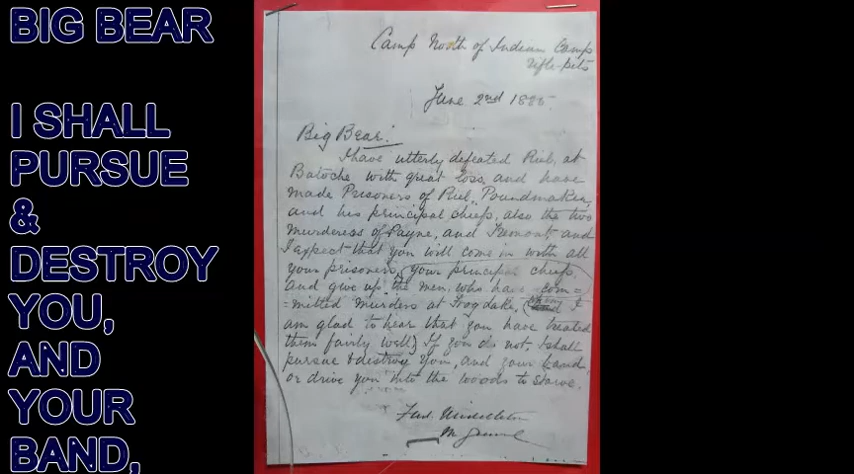 BIG BEAR
I SHALL
PURSUE
&
DESTROY
YOU,
AND
YOUR
BAND,
Camp North of Indian Camp
Rifle-pits
June 2nd 1885.
Big Bear:
I have utterly defeated Riel at
Batoche with great loss, and have
made Prisoners of Riel, Poundmaker,
and his principal chiefs, also the two
murderers of Payne, and Tremont and
I expect that you will come in with all
your prisoners, your principal chiefs,
and give up the men who have com=
=mitted murders at Frog Lake, ( I
am glad to hear that you have treated
them fairly well.) If you do not, I shall
pursue & destroy you, and your band,
or drive you into the woods to starve.
Fred Middleton
M General